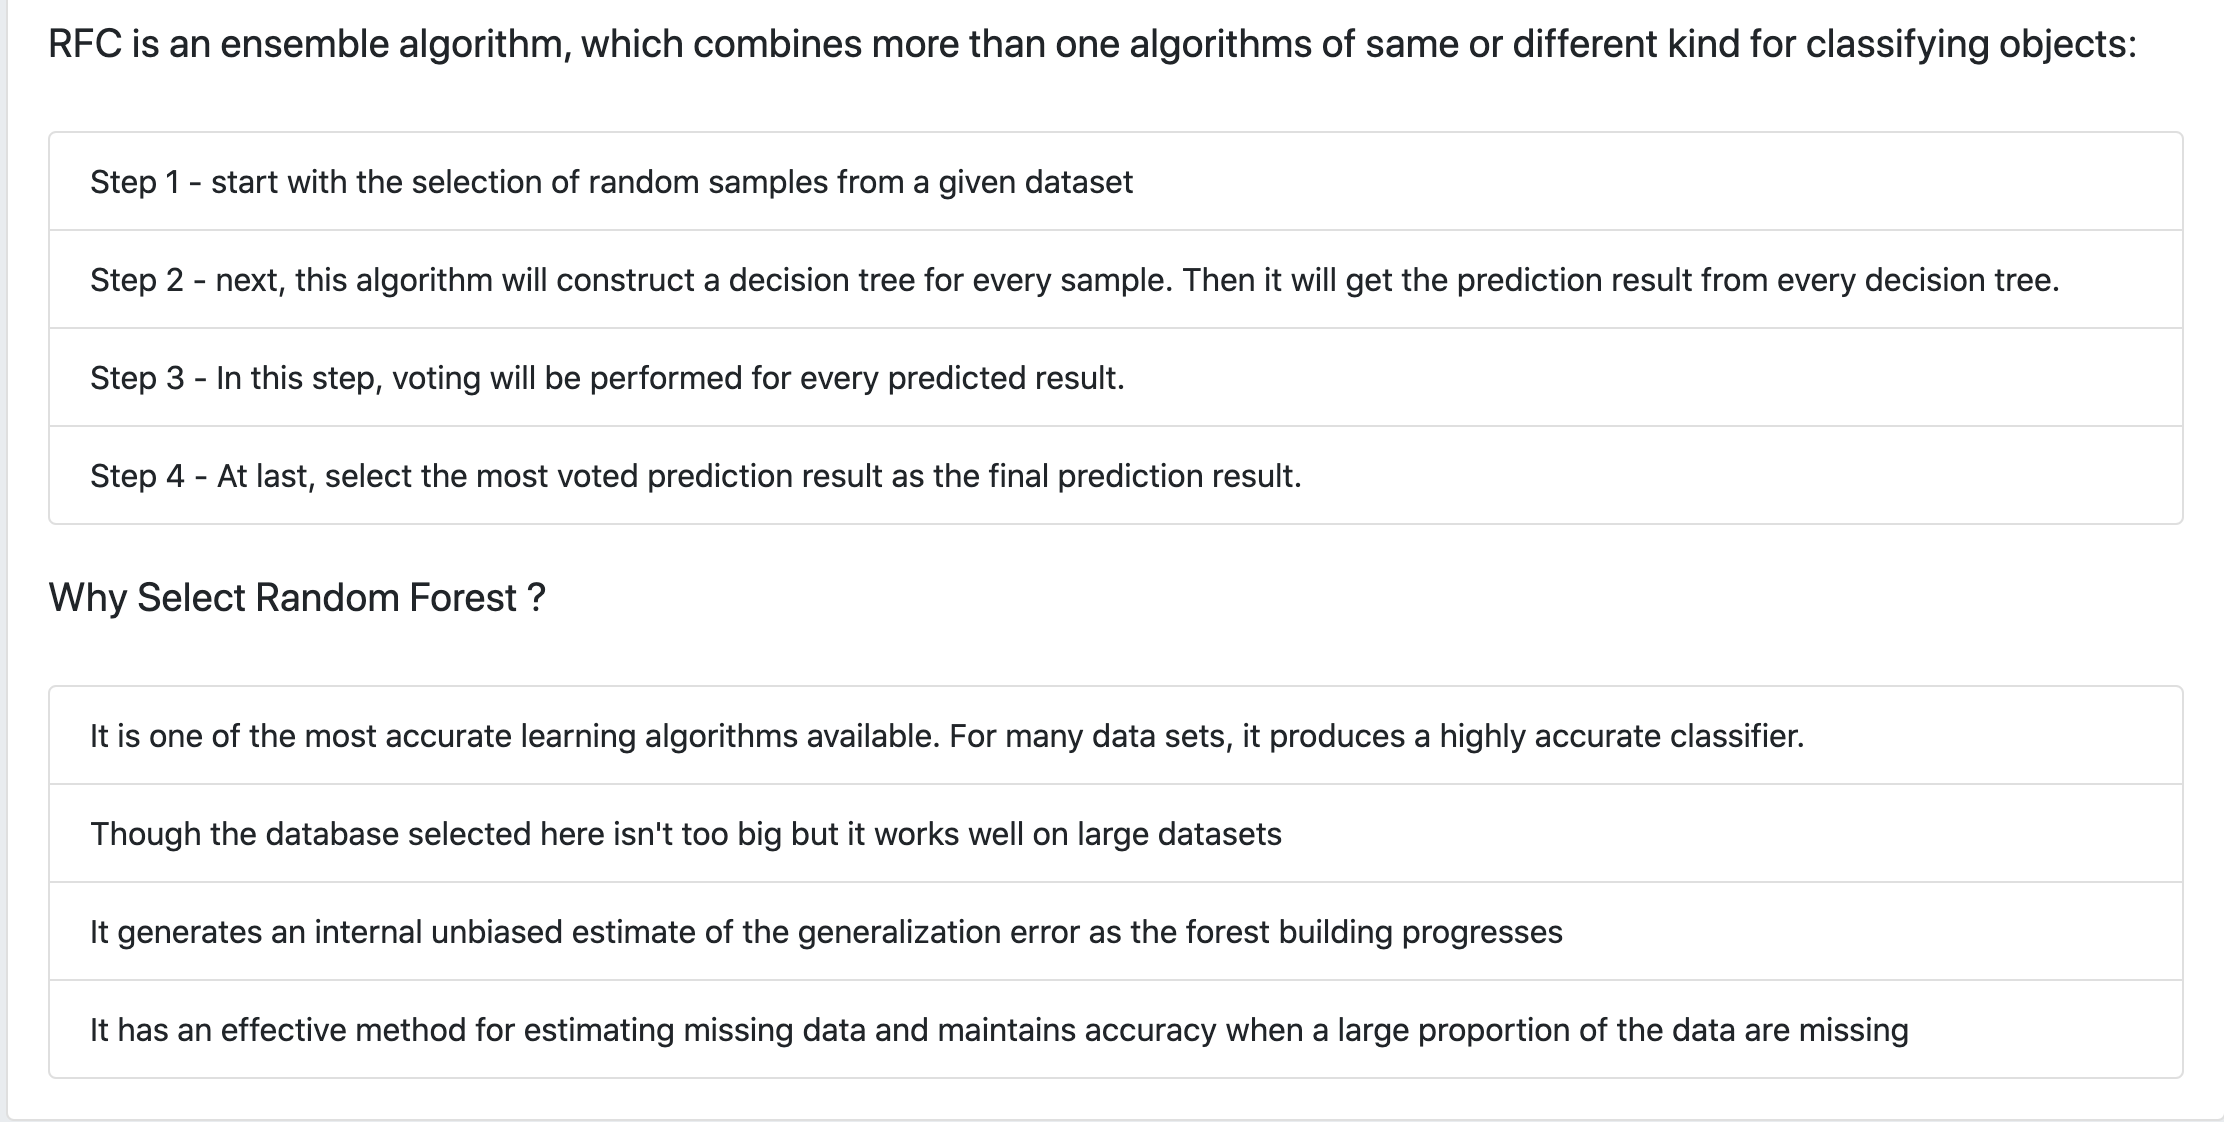 RFC is an ensemble algorithm, which combines more than one algorithms of same or different kind for classifying objects:
Step 1 - start with the selection of random samples from a given dataset
Step 2 - next, this algorithm will construct a decision tree for every sample. Then it will get the prediction result from every decision tree.
Step 3 - In this step, voting will be performed for every predicted result.
Step 4 - At last, select the most voted prediction result as the final prediction result.
Why Select Random Forest ?
It is one of the most accurate learning algorithms available. For many data sets, it produces a highly accurate classifier.
Though the database selected here isn't too big but it works well on large datasets
It generates an internal unbiased estimate of the generalization error as the forest building progresses
It has an effective method for estimating missing data and maintains accuracy when a large proportion of the data are missing